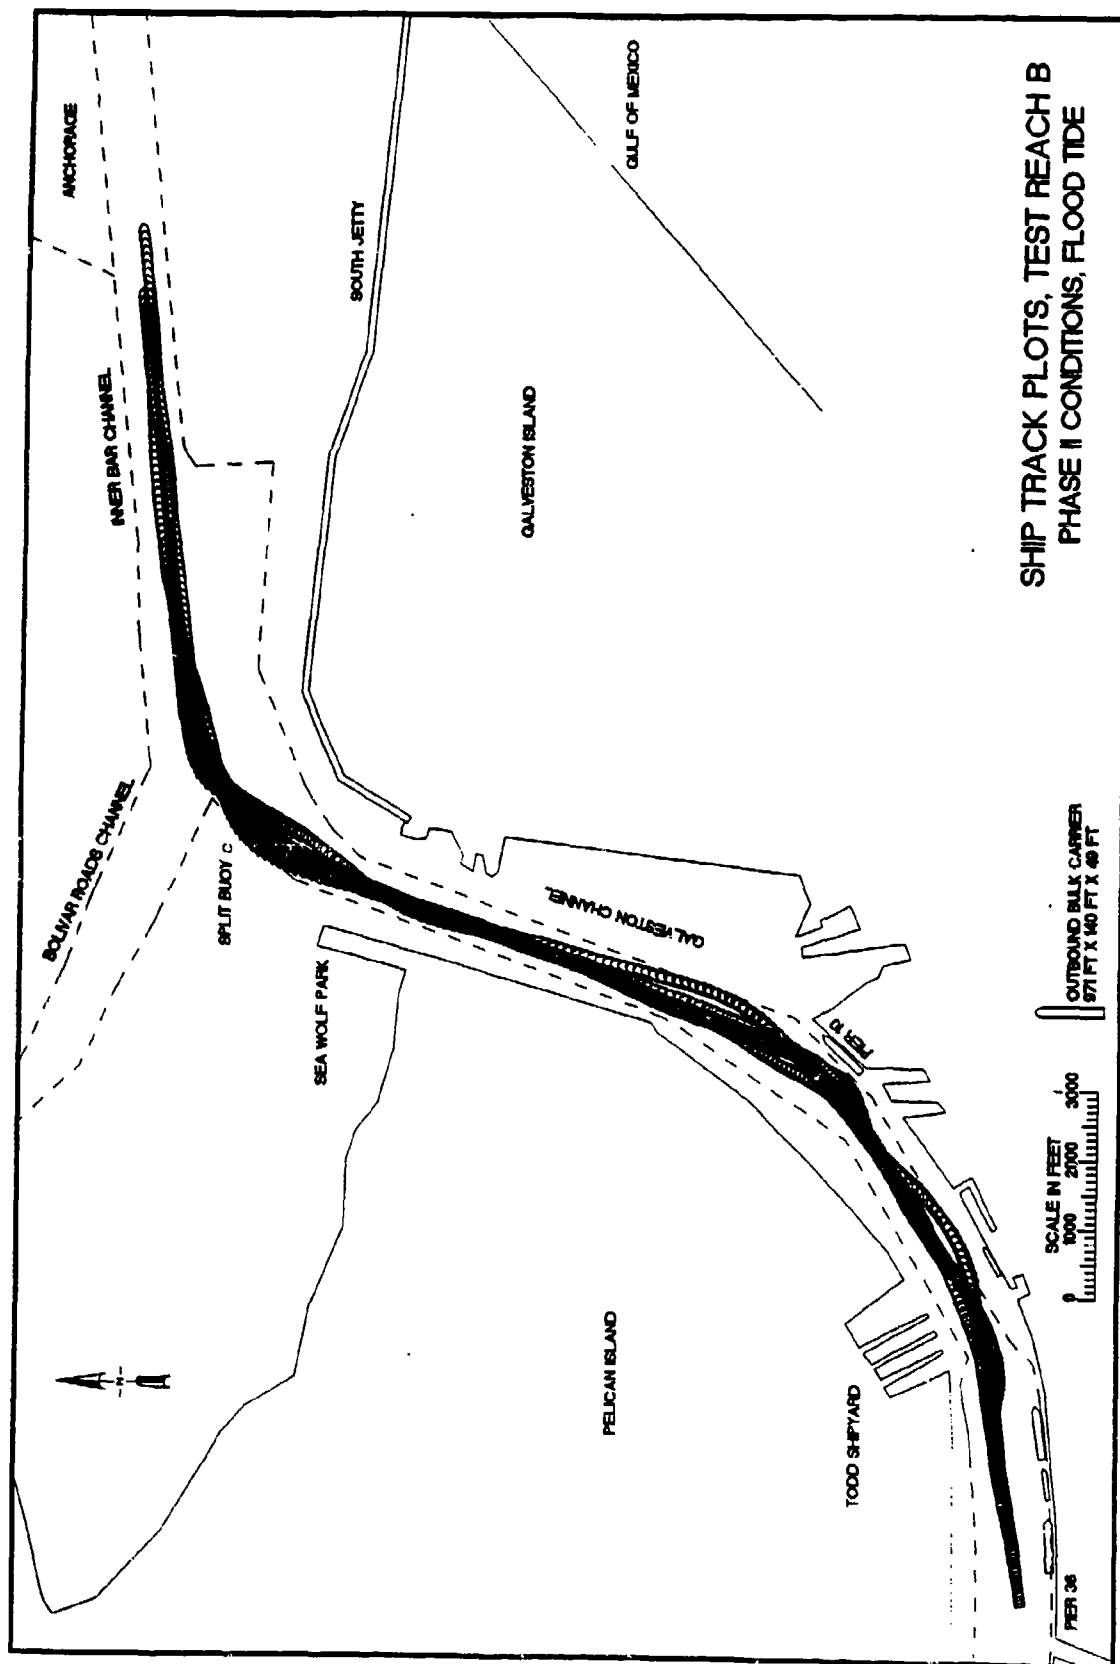 ANCHORAGE
INNER BAR CHANNEL
BOLIVAR ROADS CHANNEL
SPLIT BUOY C
SOUTH JETTY
GULF OF MEXICO
GALVESTON ISLAND
SEA WOLF PARK
GALVESTON CHANNEL
PIER 10
PELICAN ISLAND
TODD SHIPYARD
PIER 36
N
SCALE IN FEET
0 1000 2000 3000
OUTBOUND BULK CARRIER
971 FT X 140 FT X 49 FT
SHIP TRACK PLOTS, TEST REACH B
PHASE II CONDITIONS, FLOOD TIDE